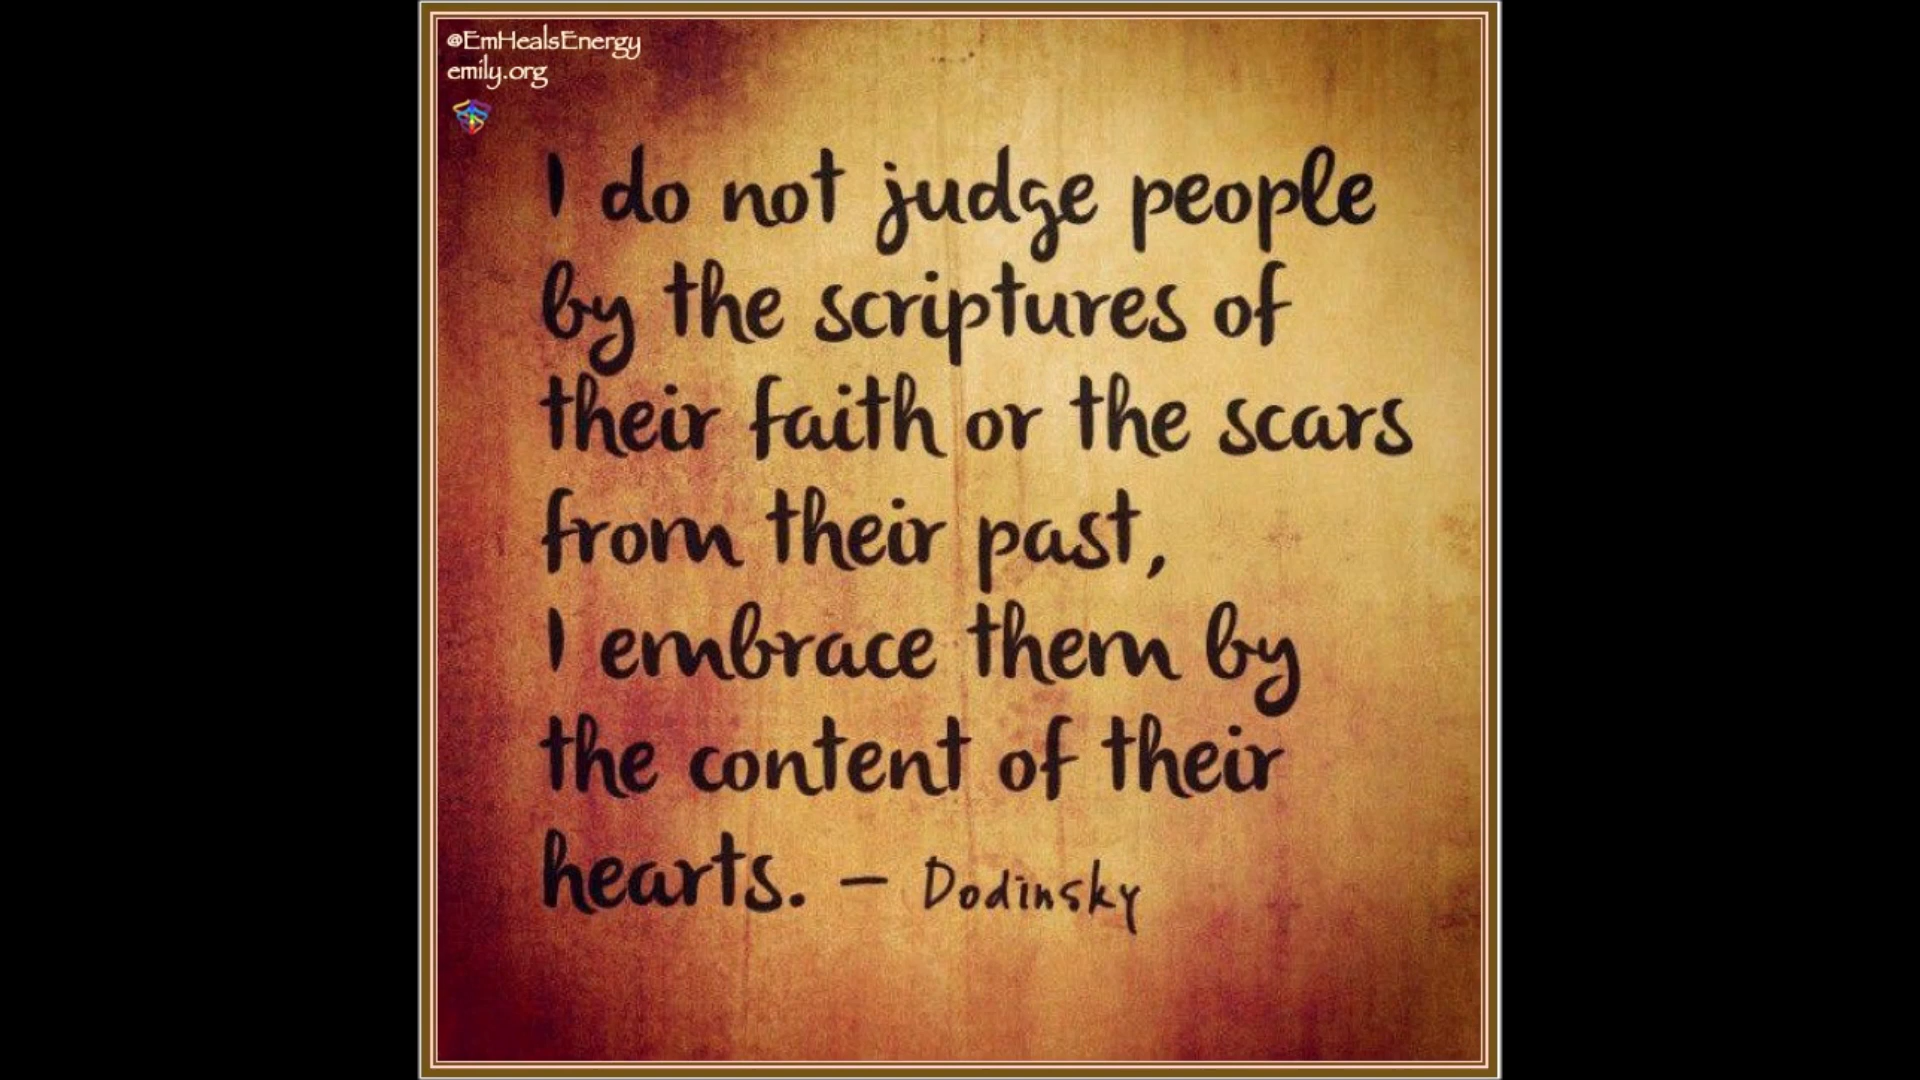 @EmHealsEnergy
emily.org
I do not judge people
by the scriptures of
their faith or the scars
from their past,
I embrace them by
the content of their
hearts. – Dodinsky